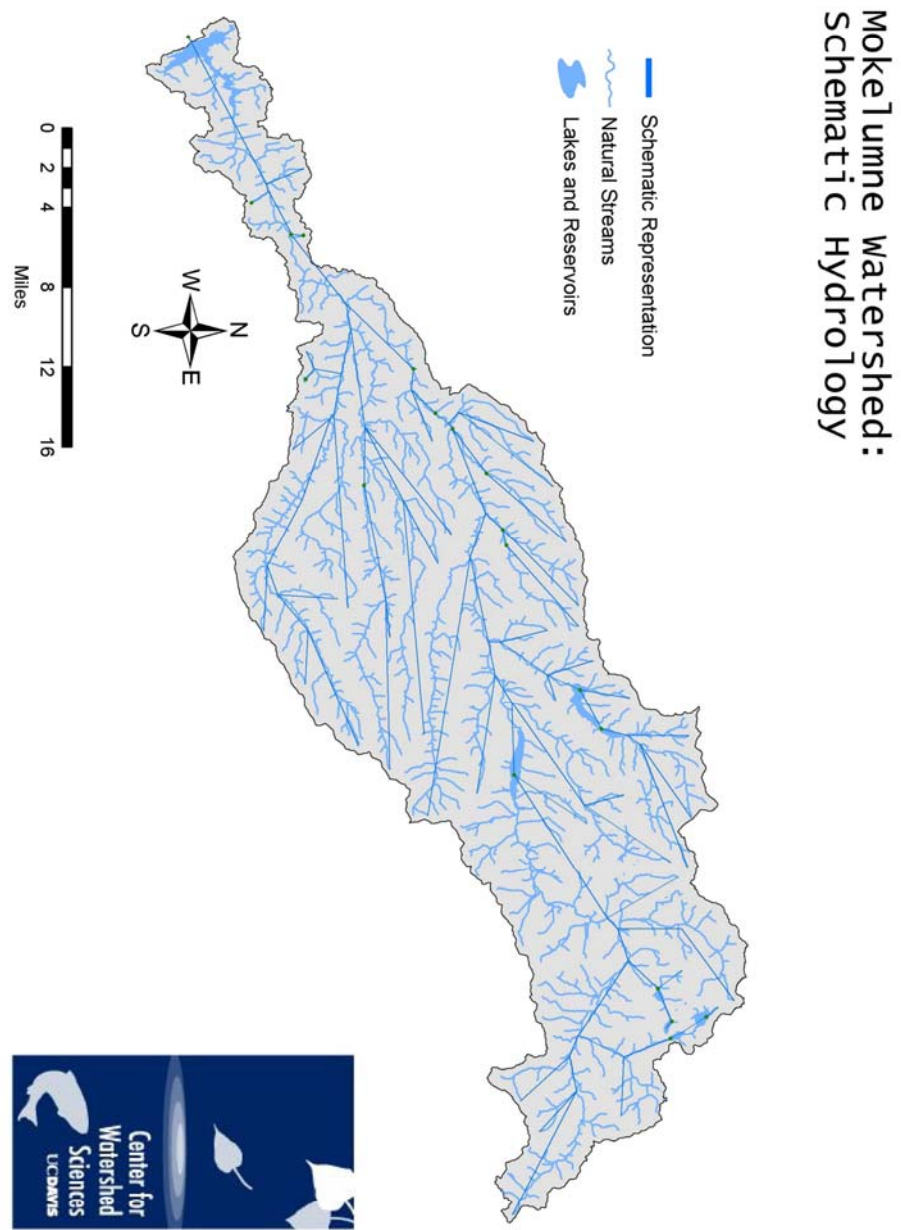 Mokelumne Watershed:
Schematic Hydrology
Schematic Representation
Natural Streams
Lakes and Reservoirs
0 2 4 8 12 16
Miles
N
W E
S
Center for
Watershed
Sciences
UCDAVIS